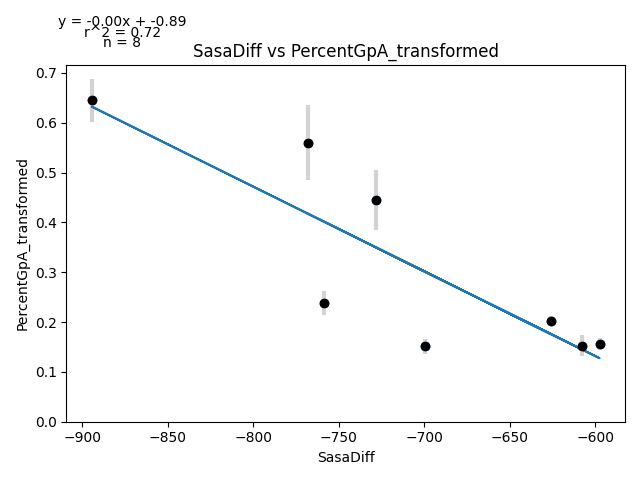 y = -0.00x + -0.89
r^2 = 0.72
n = 8
SasaDiff vs PercentGpA_transformed
PercentGpA_transformed
0.7
0.6
0.5
0.4
0.3
0.2
0.1
0.0
−900 −850 −800 −750 −700 −650 −600
SasaDiff